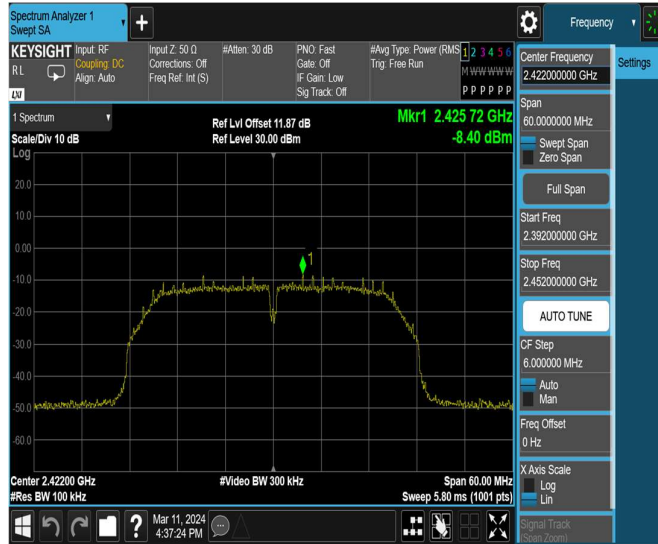 Spectrum Analyzer 1
Swept SA
Frequency
KEYSIGHT
R L
LXI
Input: RF
Coupling: DC
Align: Auto
Input Z: 50 Ω
Corrections: Off
Freq Ref: Int (S)
#Atten: 30 dB
PNO: Fast
Gate: Off
IF Gain: Low
Sig Track: Off
#Avg Type: Power (RMS
Trig: Free Run
1 2 3 4 5 6
M W W W W W
P P P P P P
1 Spectrum
Scale/Div 10 dB
Ref Lvl Offset 11.87 dB
Ref Level 30.00 dBm
Mkr1 2.425 72 GHz
-8.40 dBm
Log
20.0
10.0
0.00
-10.0
-20.0
-30.0
-40.0
-50.0
-60.0
1
Center 2.42200 GHz
#Res BW 100 kHz
#Video BW 300 kHz
Span 60.00 MHz
Sweep 5.80 ms (1001 pts)
Mar 11, 2024
4:37:24 PM
Center Frequency
2.422000000 GHz
Settings
Span
60.0000000 MHz
Swept Span
Zero Span
Full Span
Start Freq
2.392000000 GHz
Stop Freq
2.452000000 GHz
AUTO TUNE
CF Step
6.000000 MHz
Auto
Man
Freq Offset
0 Hz
X Axis Scale
Log
Lin
Signal Track
(Span Zoom)